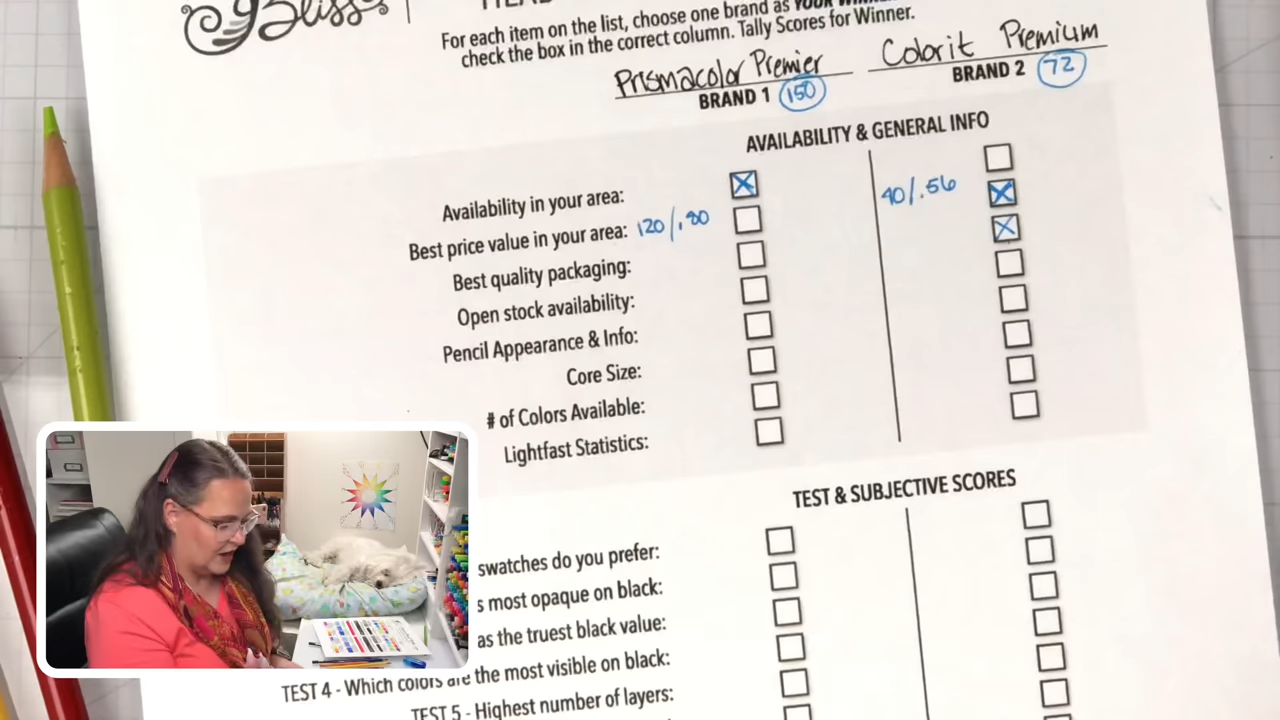 Bliss
For each item on the list, choose one brand as YOUR
check the box in the correct column. Tally Scores for Winner.
Prismacolor Premier
Colorit Premium
BRAND 1 150
BRAND 2 72
AVAILABILITY & GENERAL INFO
Availability in your area:
Best price value in your area: 120/.80 40/.56
Best quality packaging:
Open stock availability:
Pencil Appearance & Info:
Core Size:
# of Colors Available:
Lightfast Statistics:
TEST & SUBJECTIVE SCORES
swatches do you prefer:
s most opaque on black:
as the truest black value:
TEST 4 - Which colors are the most visible on black:
TEST 5 - Highest number of layers: